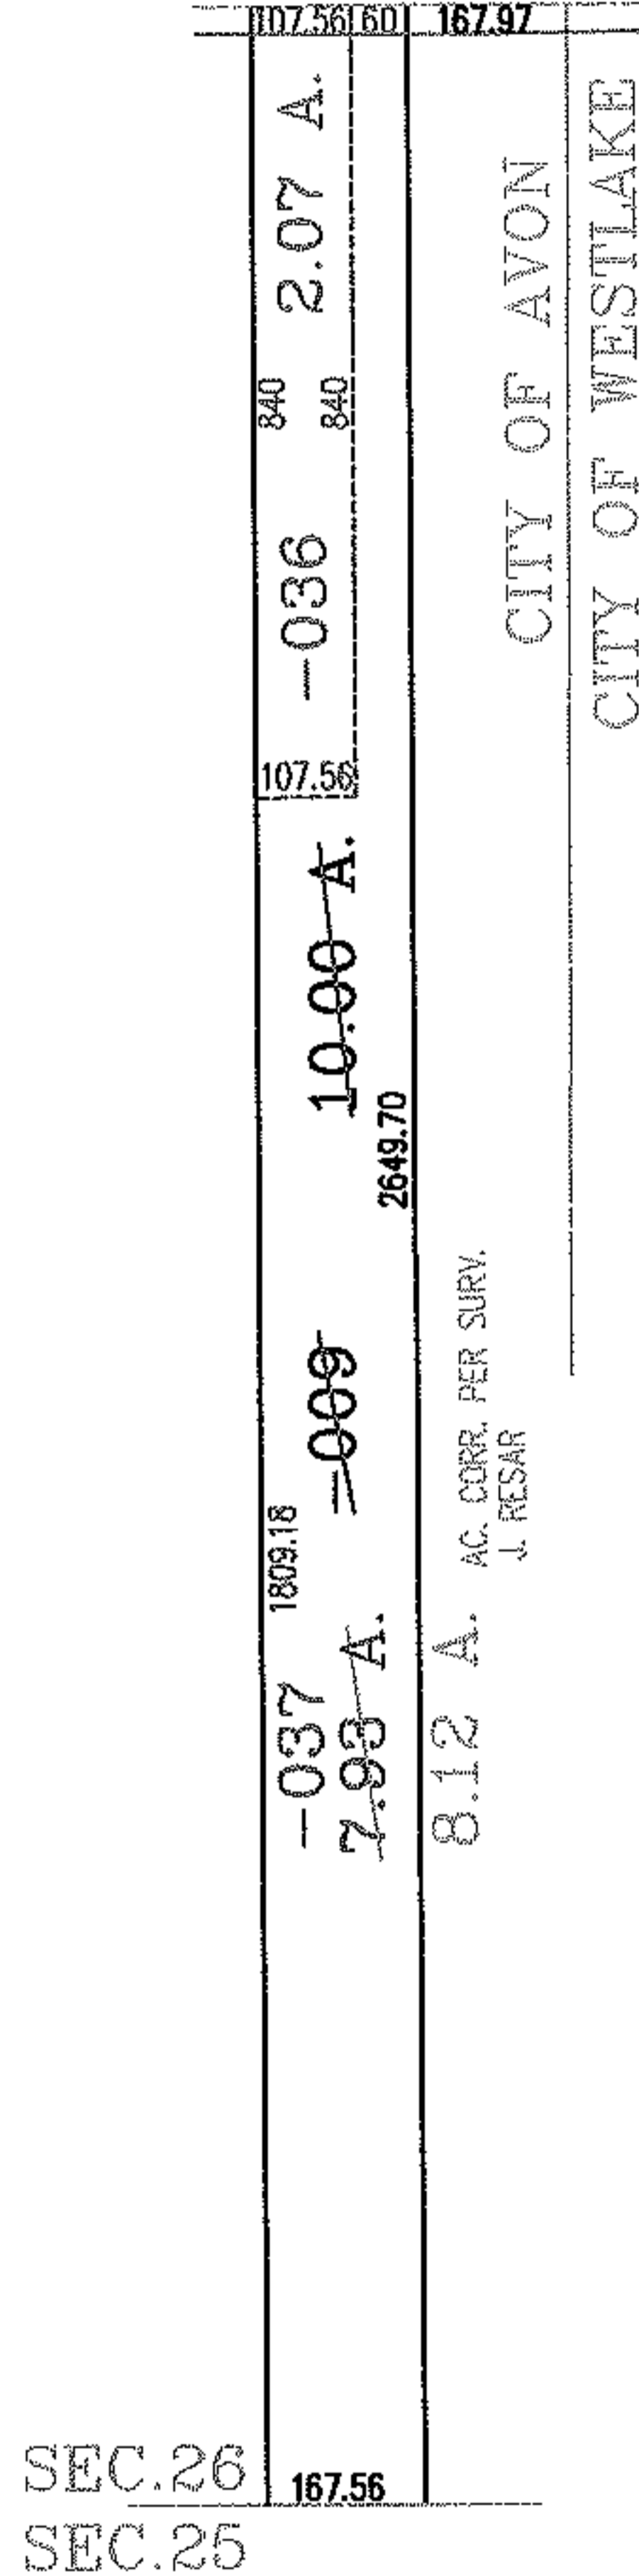 107.56 60 167.97
2.07 A.
840
840
-036
107.56
CITY OF AVON
CITY OF WESTLAKE
10.00 A.
2649.70
-009
1809.18
AC. CORR. PER SURV.
J. RESAR
-037
7.93 A.
8.12 A.
SEC.26
167.56
SEC.25